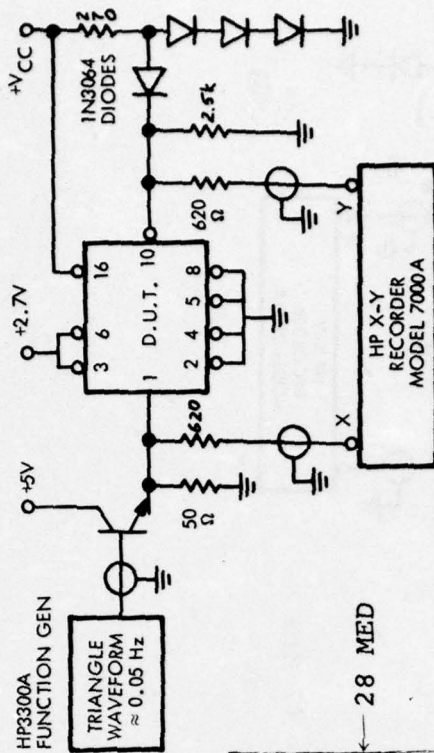 +VCC
270
1N3064
DIODES
2.5k
620
Ω
+2.7V
3
6
16
1
D.U.T.
10
2
4
5
8
+5V
620
50
Ω
HP3300A
FUNCTION GEN
TRIANGLE
WAVEFORM
≈ 0.05 Hz
X
Y
HP X-Y
RECORDER
MODEL 7000A
28 MED